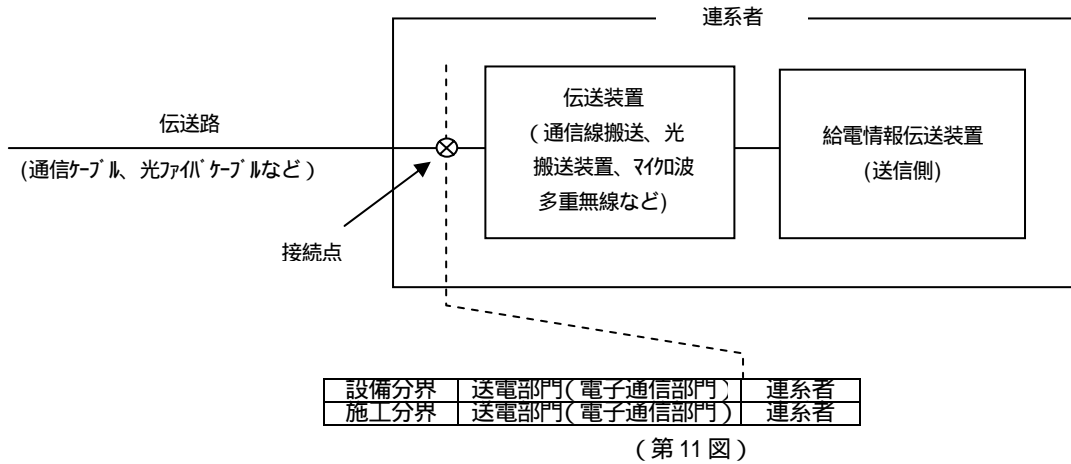 連系者
伝送路
(通信ｹｰﾌﾞﾙ、光ﾌｧｲﾊﾞｹｰﾌﾞﾙなど)
接続点
伝送装置
(通信線搬送、光
搬送装置、ﾏｲｸﾛ波
多重無線など)
給電情報伝送装置
(送信側)
設備分界 送電部門(電子通信部門) 連系者
施工分界 送電部門(電子通信部門) 連系者
(第11図)